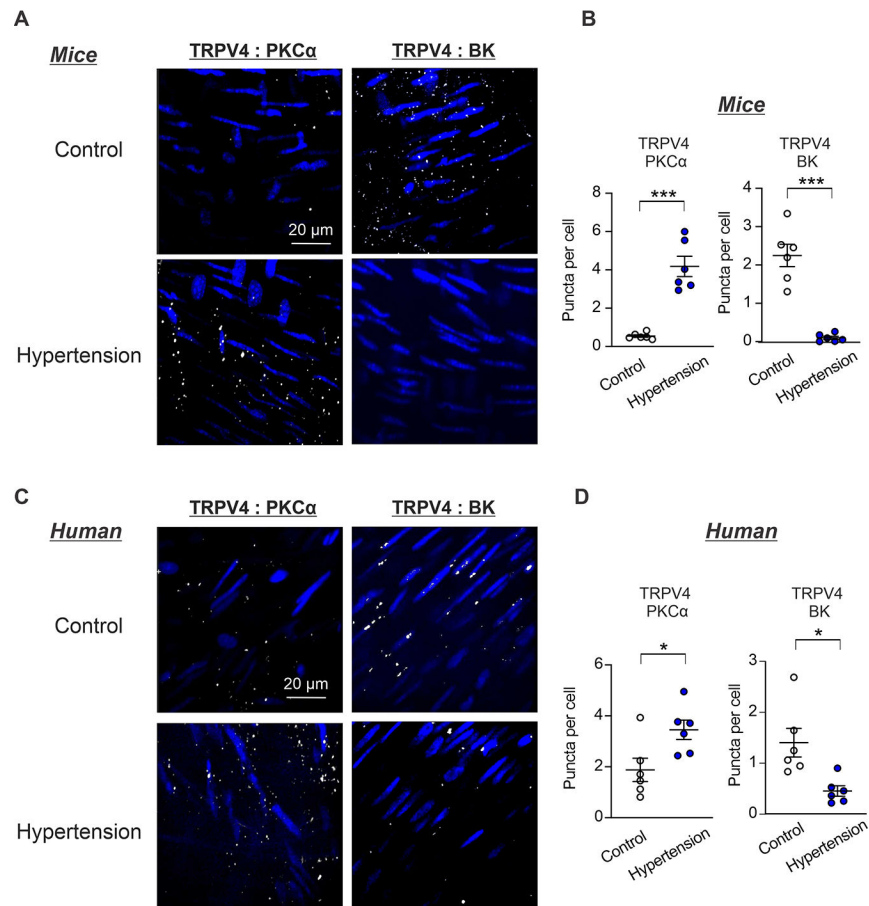 A
Mice
TRPV4 : PKCα
TRPV4 : BK
Control
20 µm
Hypertension
B
Mice
TRPV4
PKCα
***
Puncta per cell
8
6
4
2
0
Control
Hypertension
TRPV4
BK
***
Puncta per cell
4
3
2
1
0
Control
Hypertension
C
Human
TRPV4 : PKCα
TRPV4 : BK
Control
20 µm
Hypertension
D
Human
TRPV4
PKCα
*
Puncta per cell
6
4
2
0
Control
Hypertension
TRPV4
BK
*
Puncta per cell
3
2
1
0
Control
Hypertension